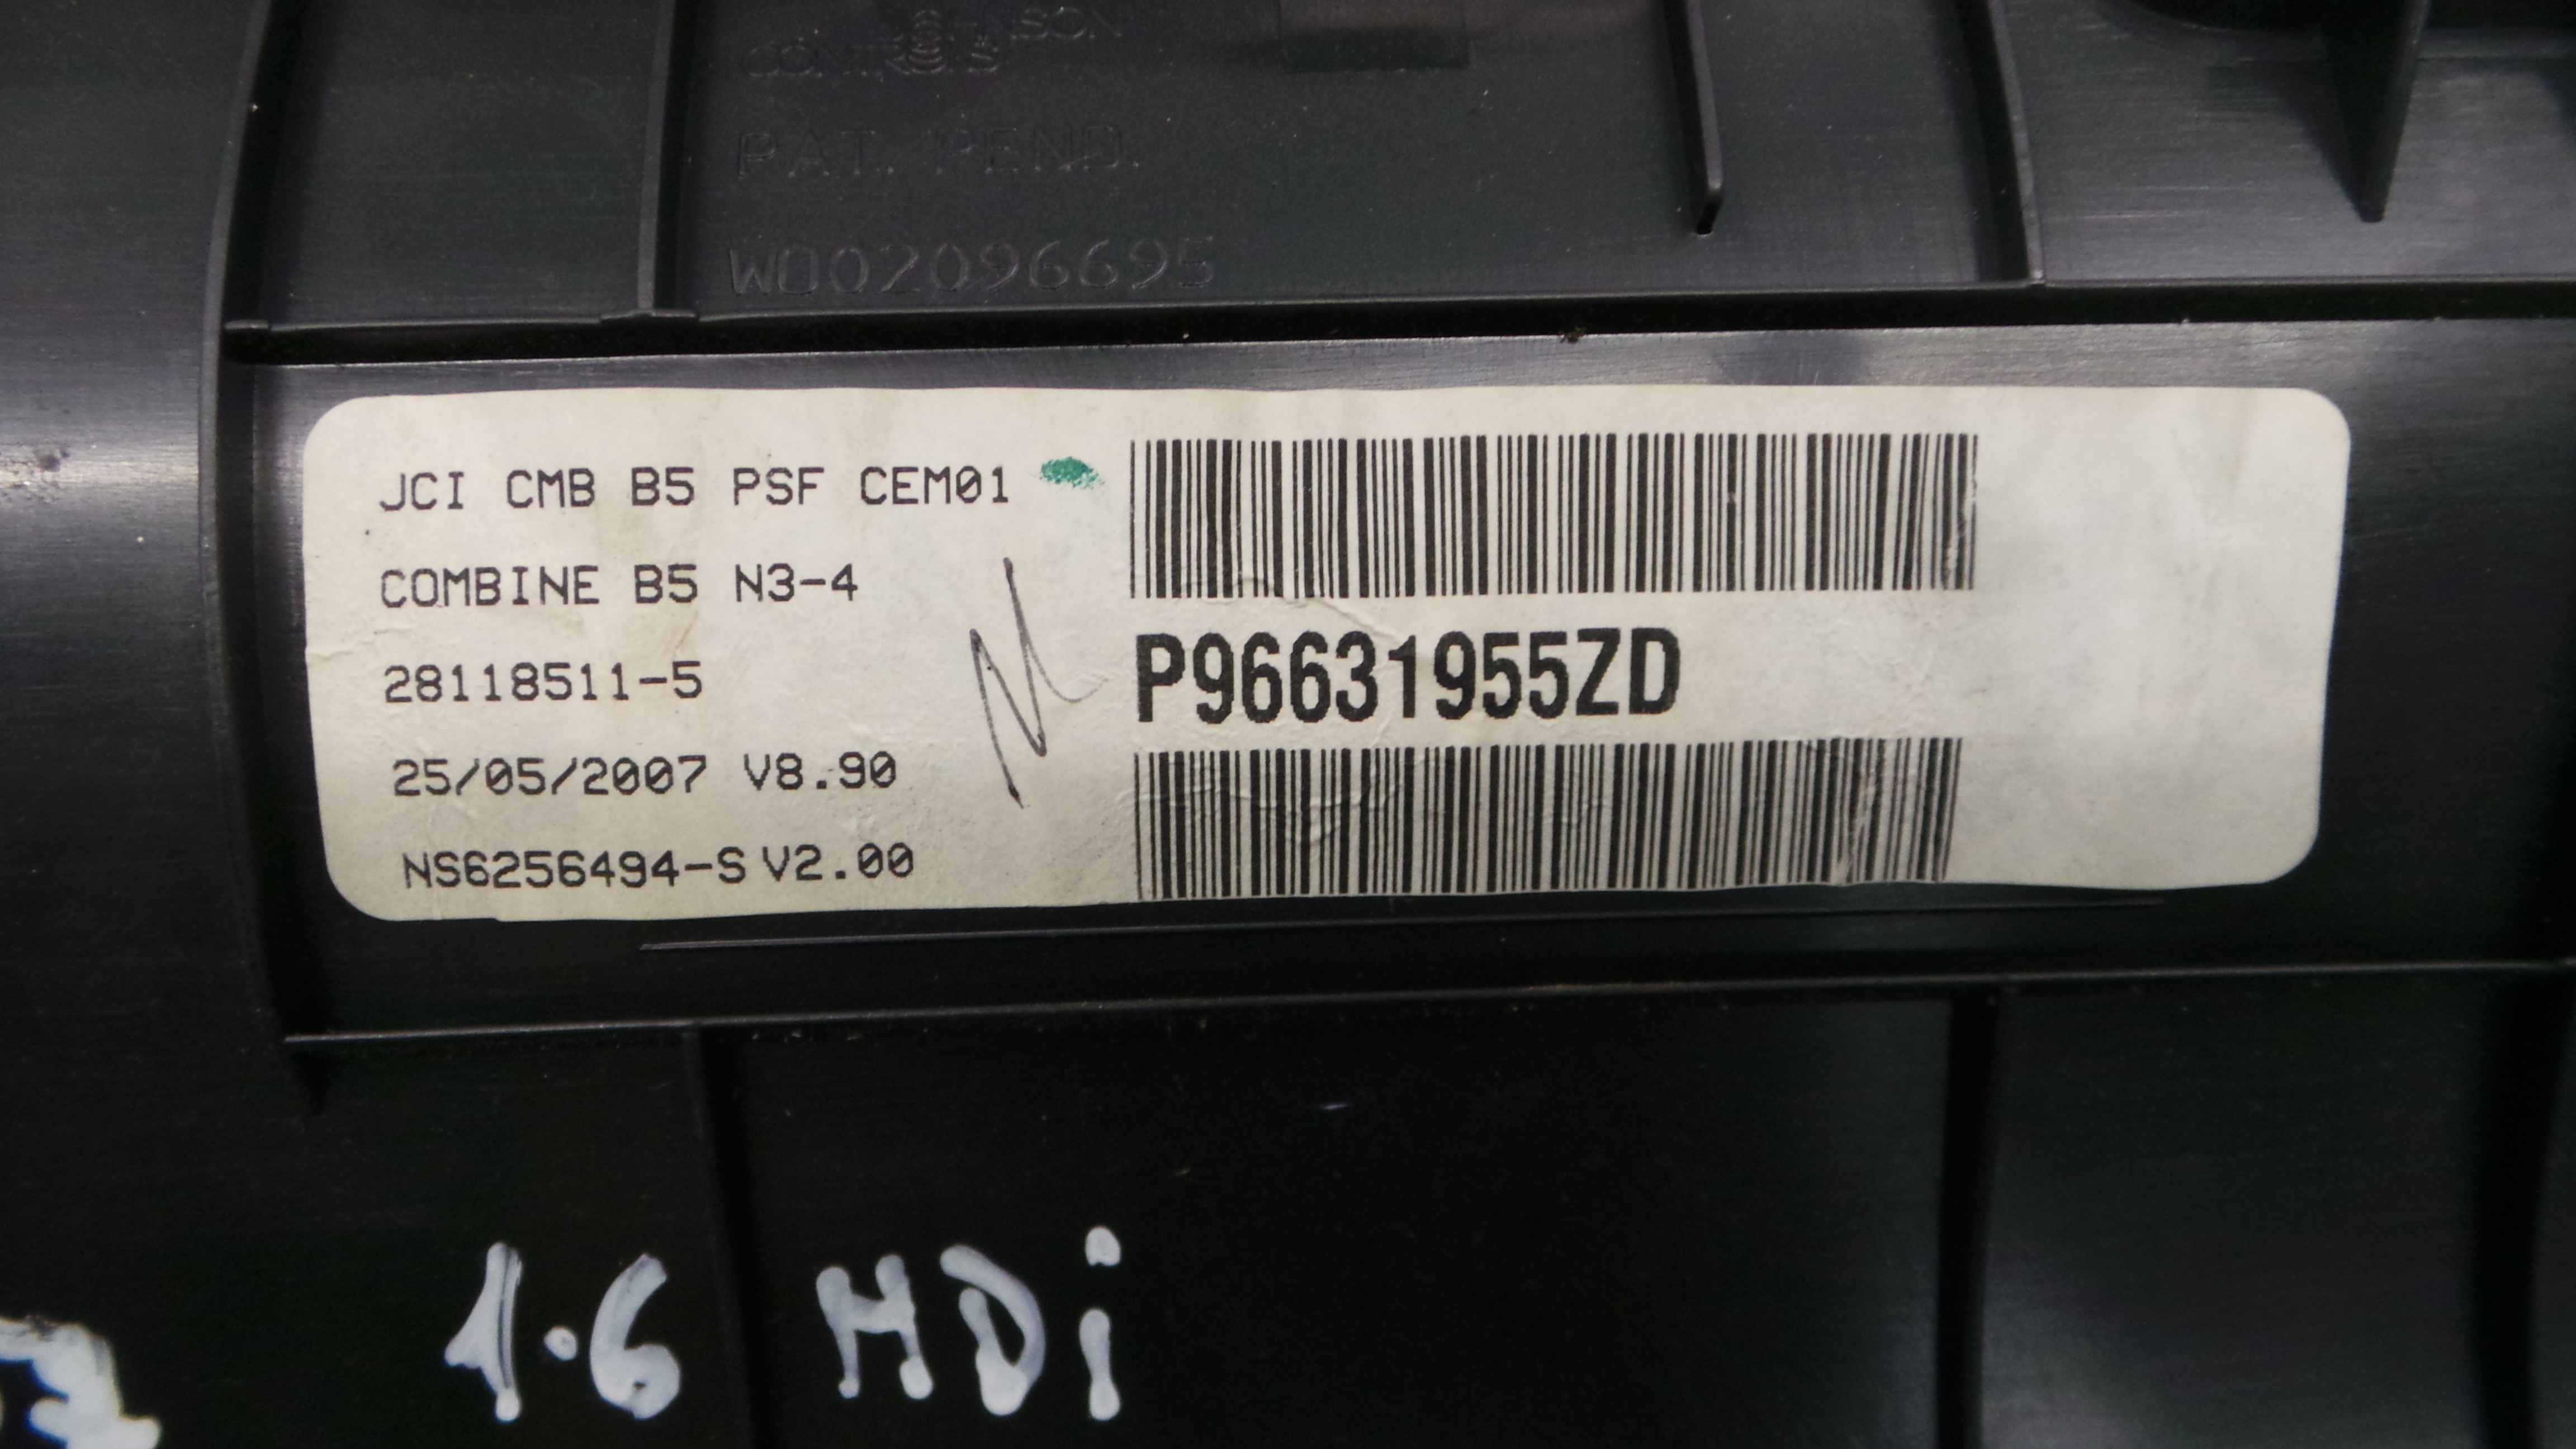 JOHNSON
CONTROLS
PAT. PEND.
WO02096695
JCI CMB B5 PSF CEM01
COMBINE B5 N3-4
28118511-5
25/05/2007 V8.90
NS6256494-S V2.00
P96631955ZD
1.6 HDi